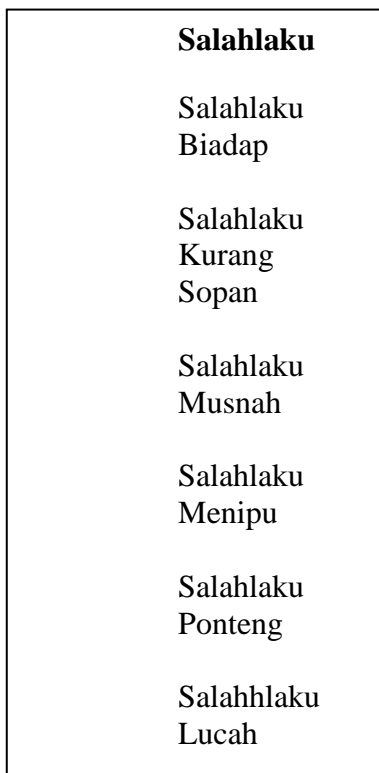 Salahlaku
Salahlaku
Biadap
Salahlaku
Kurang
Sopan
Salahlaku
Musnah
Salahlaku
Menipu
Salahlaku
Ponteng
Salahhlaku
Lucah